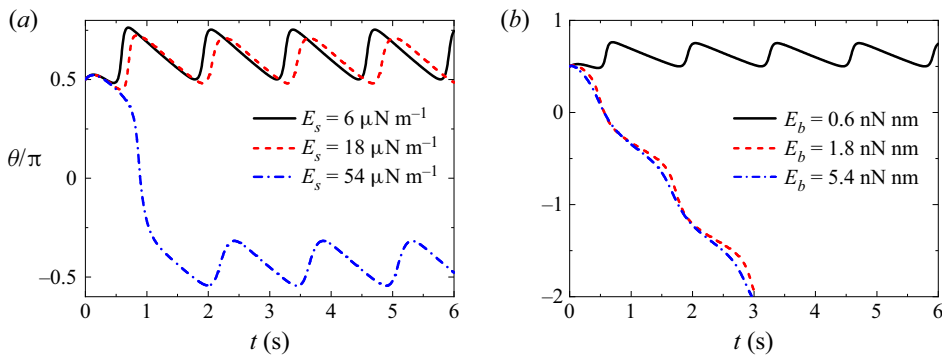 (a)
(b)
0.5
0
−0.5
θ/π
E_s = 6 μN m⁻¹
E_s = 18 μN m⁻¹
E_s = 54 μN m⁻¹
0 1 2 3 4 5 6
t (s)
1
0
−1
−2
E_b = 0.6 nN nm
E_b = 1.8 nN nm
E_b = 5.4 nN nm
0 1 2 3 4 5 6
t (s)